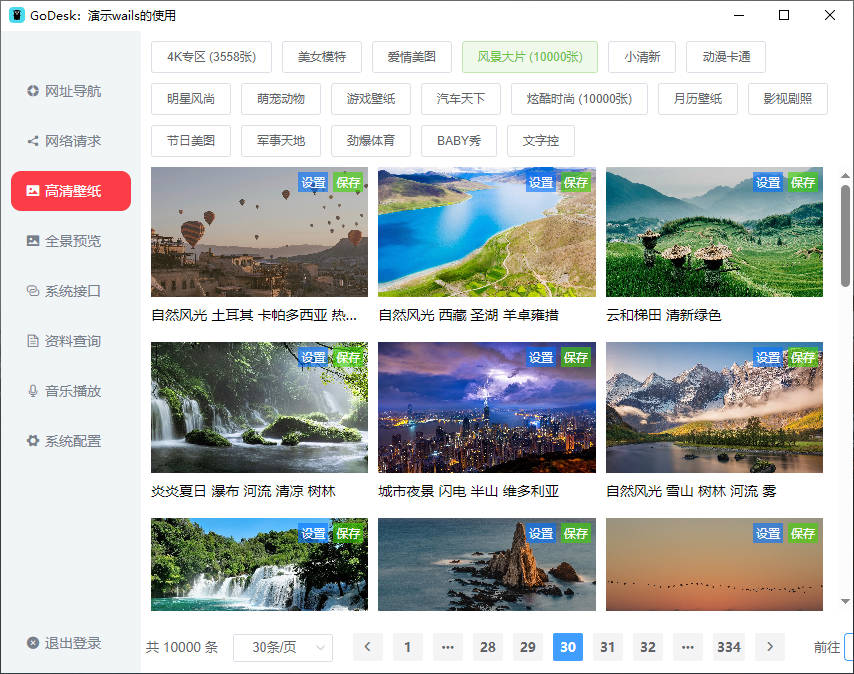 GoDesk：演示wails的使用
网址导航
网络请求
高清壁纸
全景预览
系统接口
资料查询
音乐播放
系统配置
退出登录
4K专区 (3558张) 美女模特 爱情美图 风景大片 (10000张) 小清新 动漫卡通
明星风尚 萌宠动物 游戏壁纸 汽车天下 炫酷时尚 (10000张) 月历壁纸 影视剧照
节日美图 军事天地 劲爆体育 BABY秀 文字控
设置 保存 设置 保存 设置 保存
自然风光 土耳其 卡帕多西亚 热... 自然风光 西藏 圣湖 羊卓雍措 云和梯田 清新绿色
设置 保存 设置 保存 设置 保存
炎炎夏日 瀑布 河流 清凉 树林 城市夜景 闪电 半山 维多利亚 自然风光 雪山 树林 河流 雾
设置 保存 设置 保存 设置 保存
共 10000 条 30条/页 1 ••• 28 29 30 31 32 ••• 334 前往